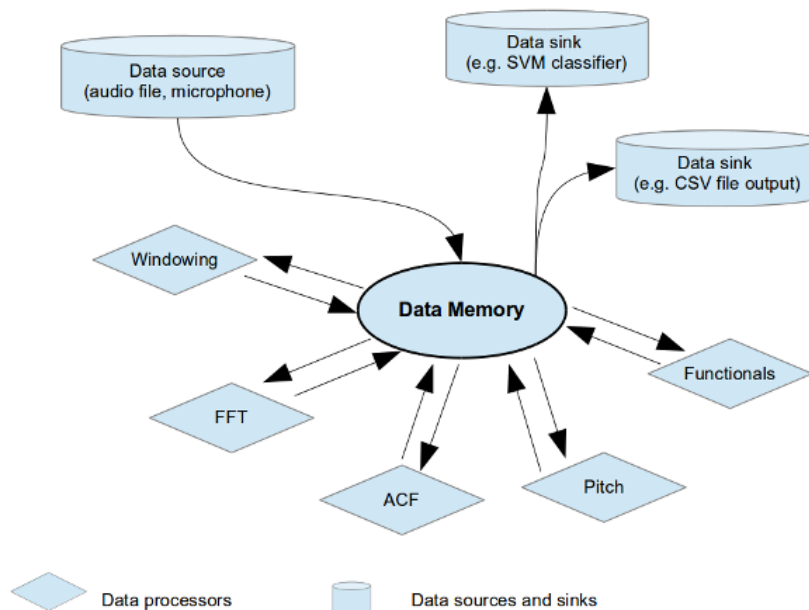 Data source
(audio file, microphone)
Data sink
(e.g. SVM classifier)
Data sink
(e.g. CSV file output)
Windowing
Data Memory
Functionals
FFT
ACF
Pitch
Data processors
Data sources and sinks